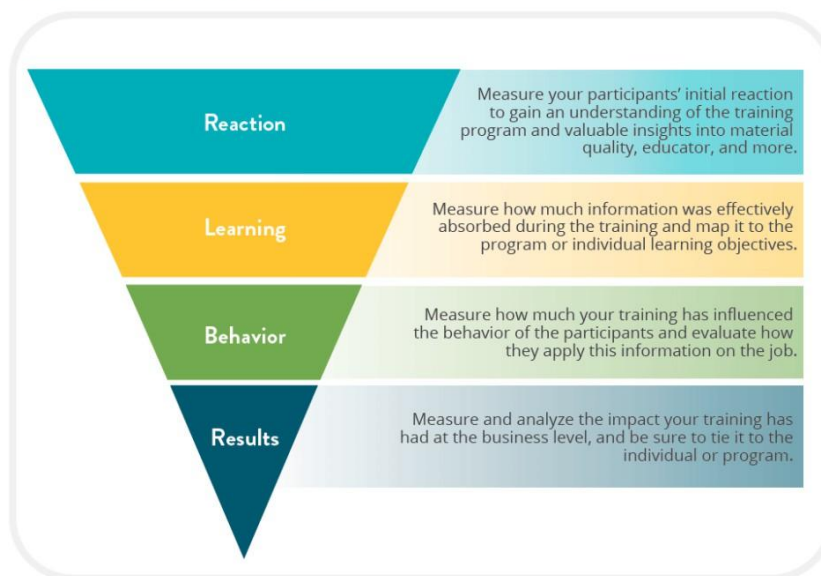 Reaction
Measure your participants’ initial reaction
to gain an understanding of the training
program and valuable insights into material
quality, educator, and more.
Learning
Measure how much information was effectively
absorbed during the training and map it to the
program or individual learning objectives.
Behavior
Measure how much your training has influenced
the behavior of the participants and evaluate how
they apply this information on the job.
Results
Measure and analyze the impact your training has
had at the business level, and be sure to tie it to the
individual or program.